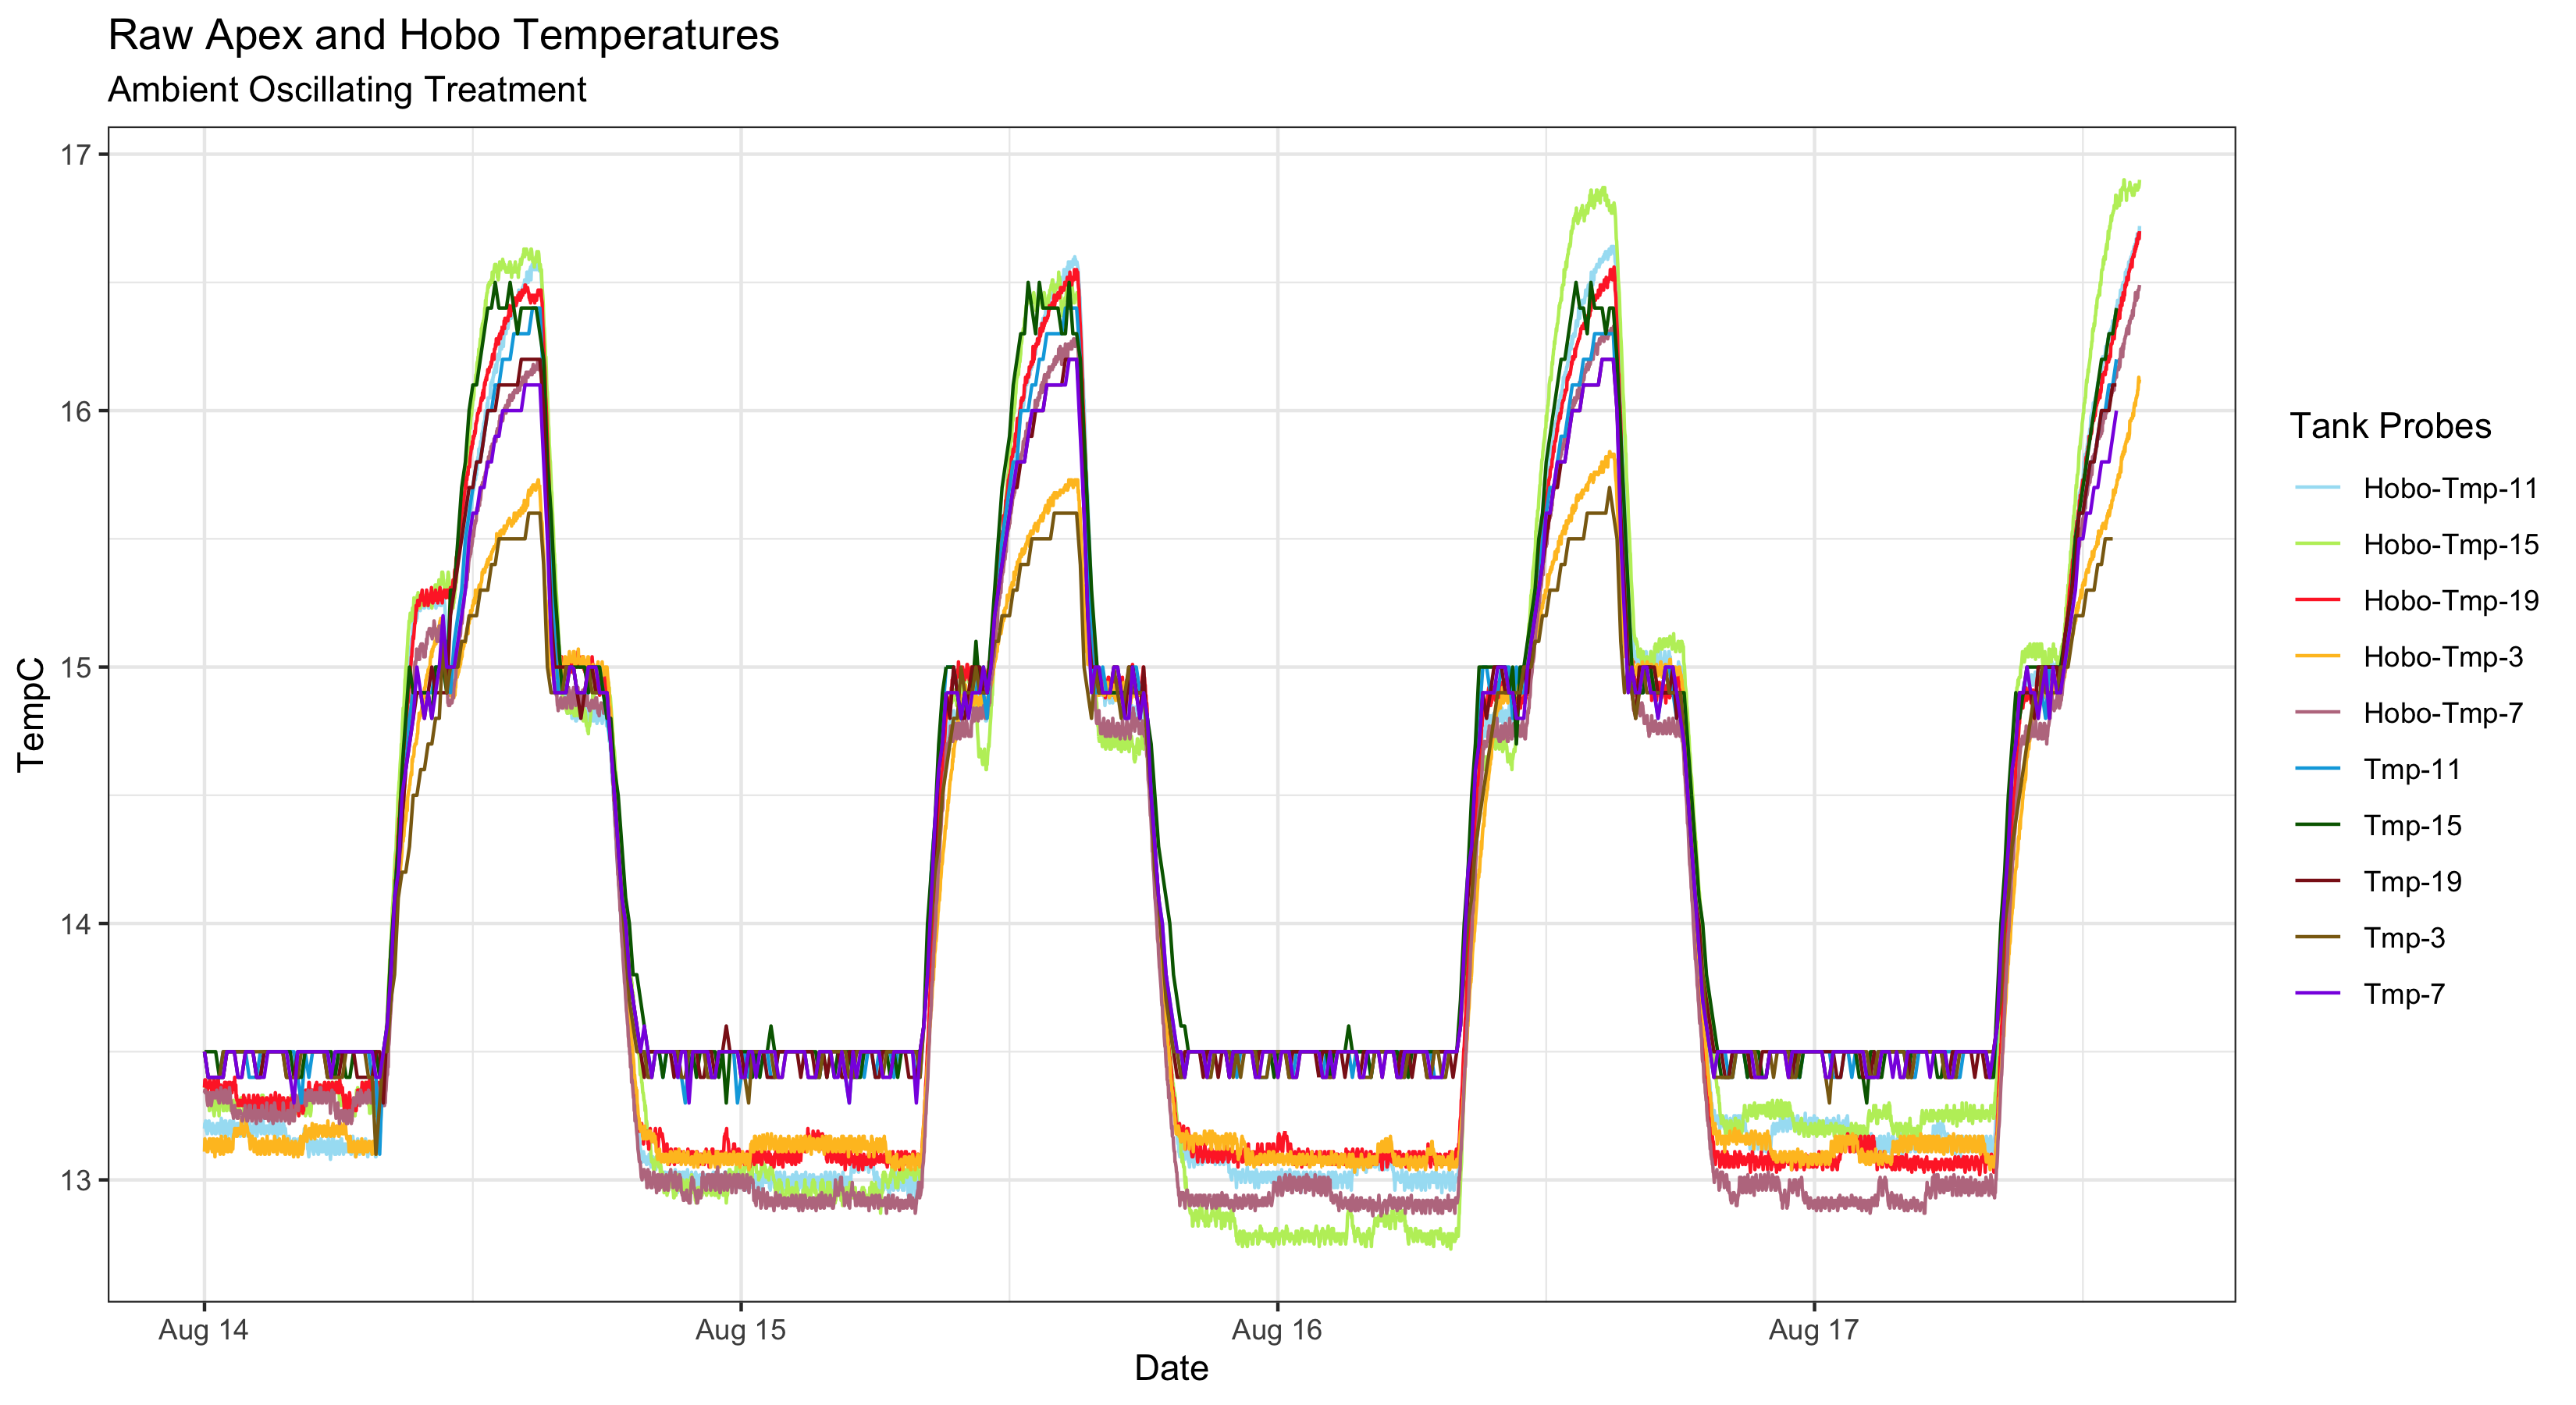 Raw Apex and Hobo Temperatures
Ambient Oscillating Treatment
17
16
15
14
13
TempC
Aug 14
Aug 15
Aug 16
Aug 17
Date
Tank Probes
Hobo-Tmp-11
Hobo-Tmp-15
Hobo-Tmp-19
Hobo-Tmp-3
Hobo-Tmp-7
Tmp-11
Tmp-15
Tmp-19
Tmp-3
Tmp-7